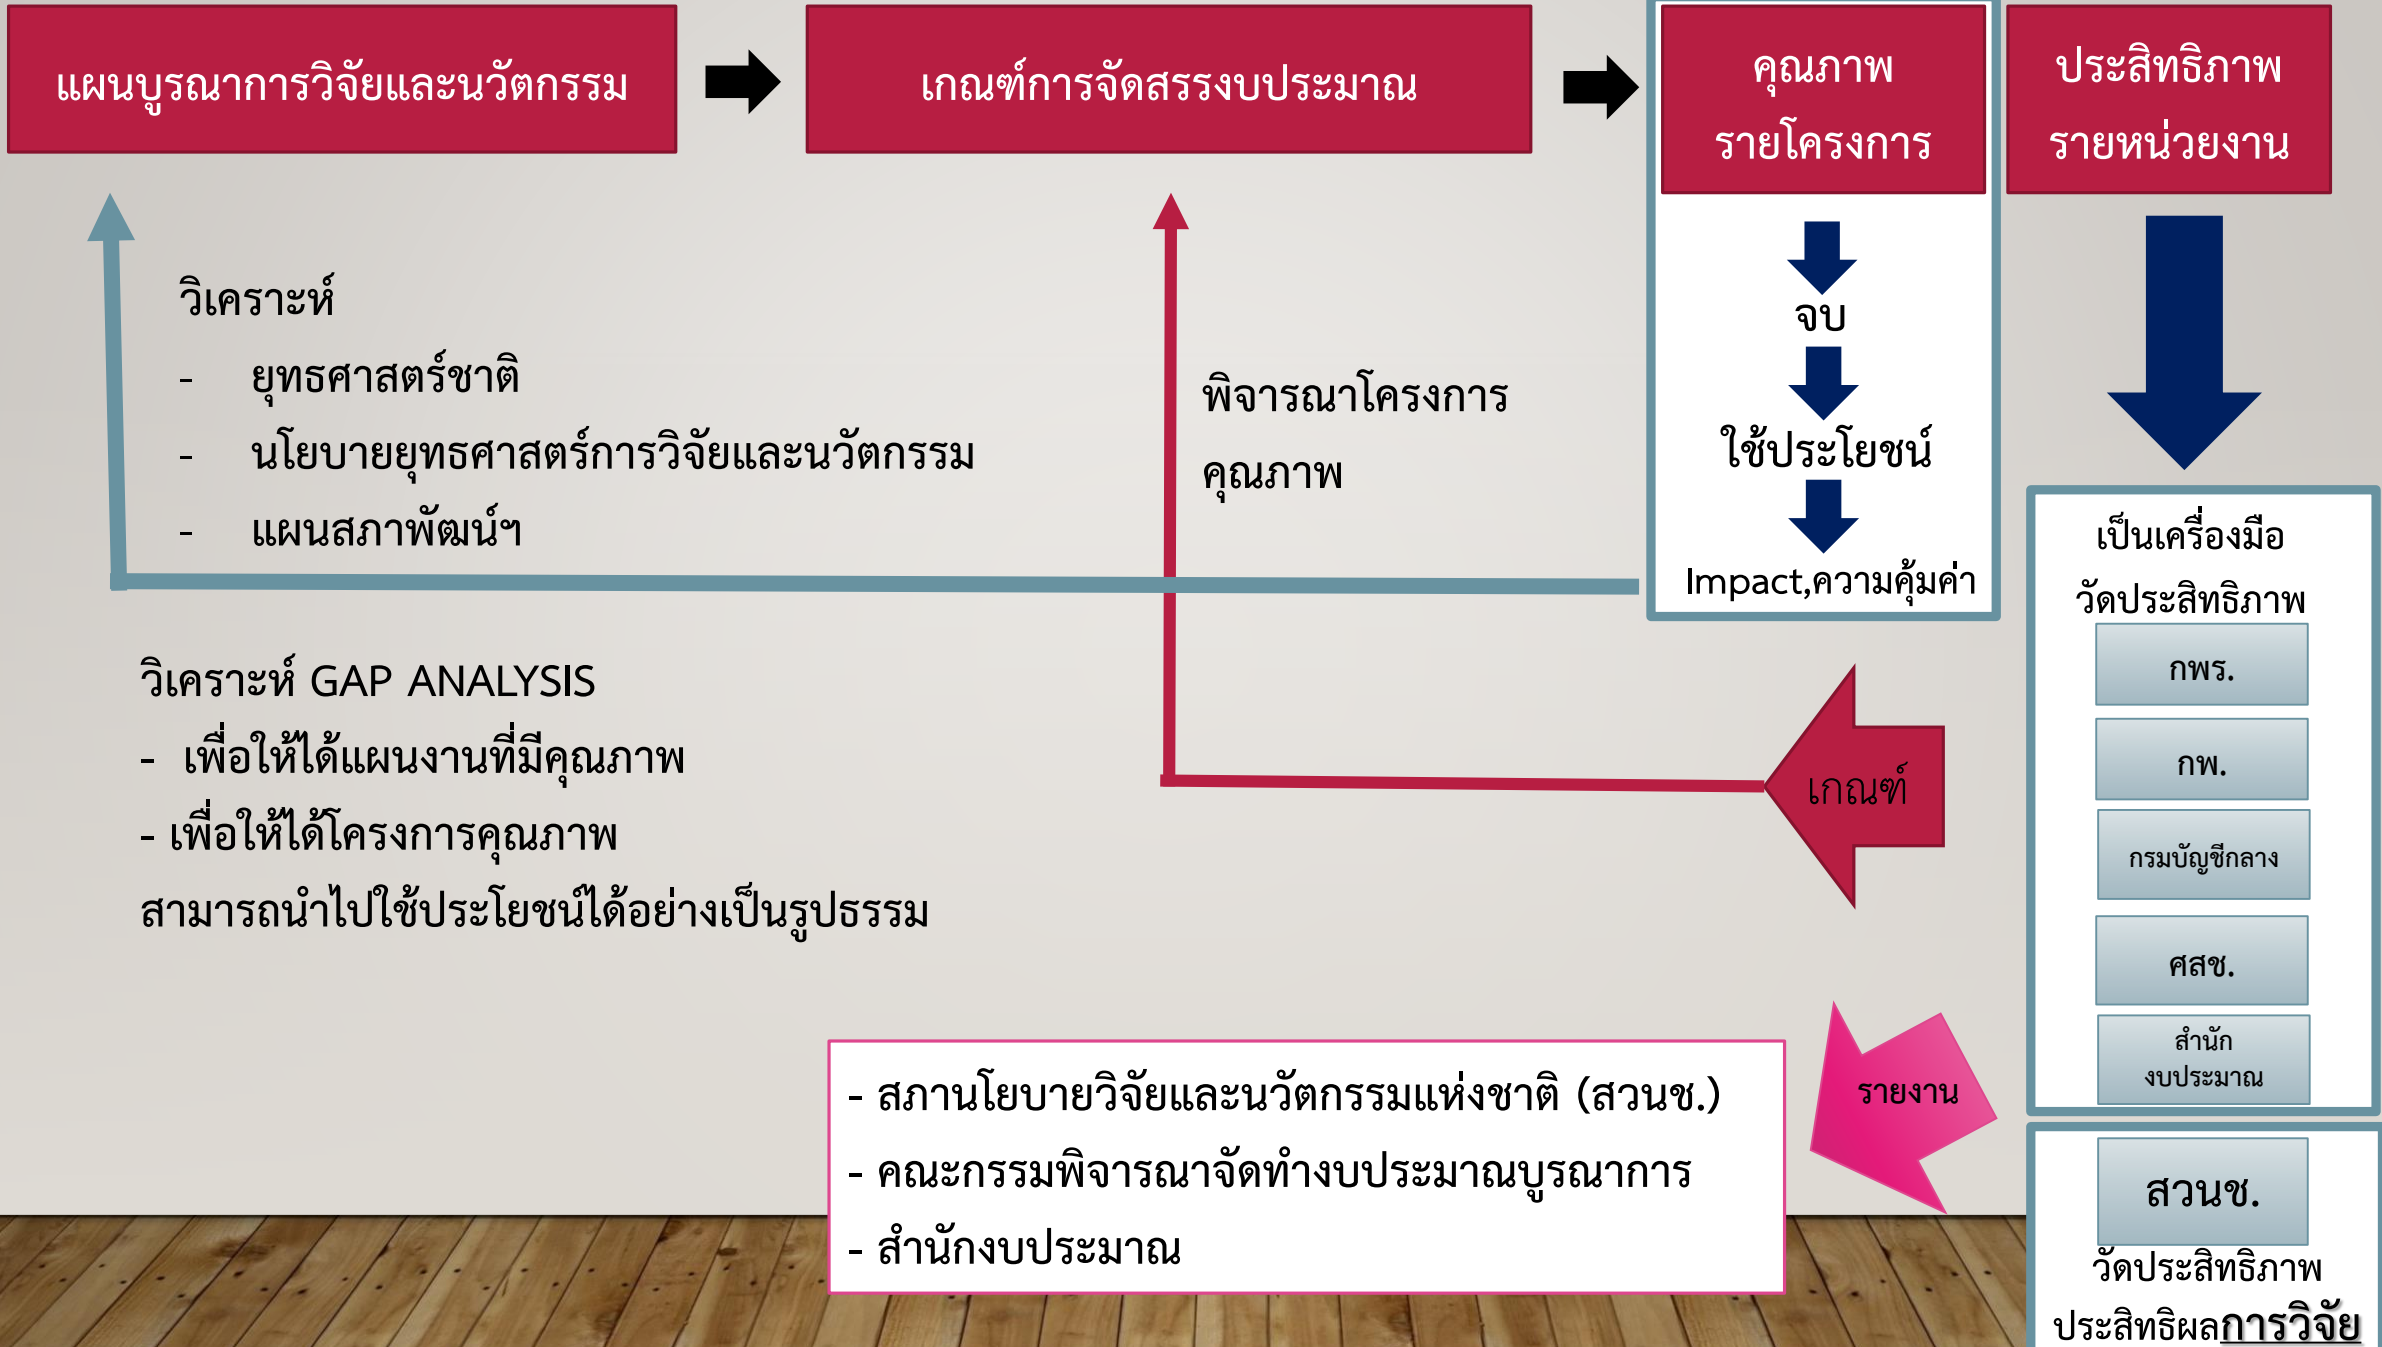 แผนบูรณาการวิจัยและนวัตกรรม
เกณฑ์การจัดสรรงบประมาณ
คุณภาพ
รายโครงการ
ประสิทธิภาพ
รายหน่วยงาน
วิเคราะห์
- ยุทธศาสตร์ชาติ
- นโยบายยุทธศาสตร์การวิจัยและนวัตกรรม
- แผนสภาพัฒน์ฯ
พิจารณาโครงการ
คุณภาพ
จบ
ใช้ประโยชน์
Impact,ความคุ้มค่า
วิเคราะห์ GAP ANALYSIS
- เพื่อให้ได้แผนงานที่มีคุณภาพ
- เพื่อให้ได้โครงการคุณภาพ
สามารถนำไปใช้ประโยชน์ได้อย่างเป็นรูปธรรม
เกณฑ์
เป็นเครื่องมือ
วัดประสิทธิภาพ
กพร.
กพ.
กรมบัญชีกลาง
ศสช.
สำนัก
งบประมาณ
รายงาน
- สภานโยบายวิจัยและนวัตกรรมแห่งชาติ (สวนช.)
- คณะกรรมพิจารณาจัดทำงบประมาณบูรณาการ
- สำนักงบประมาณ
สวนช.
วัดประสิทธิภาพ
ประสิทธิผลการวิจัย